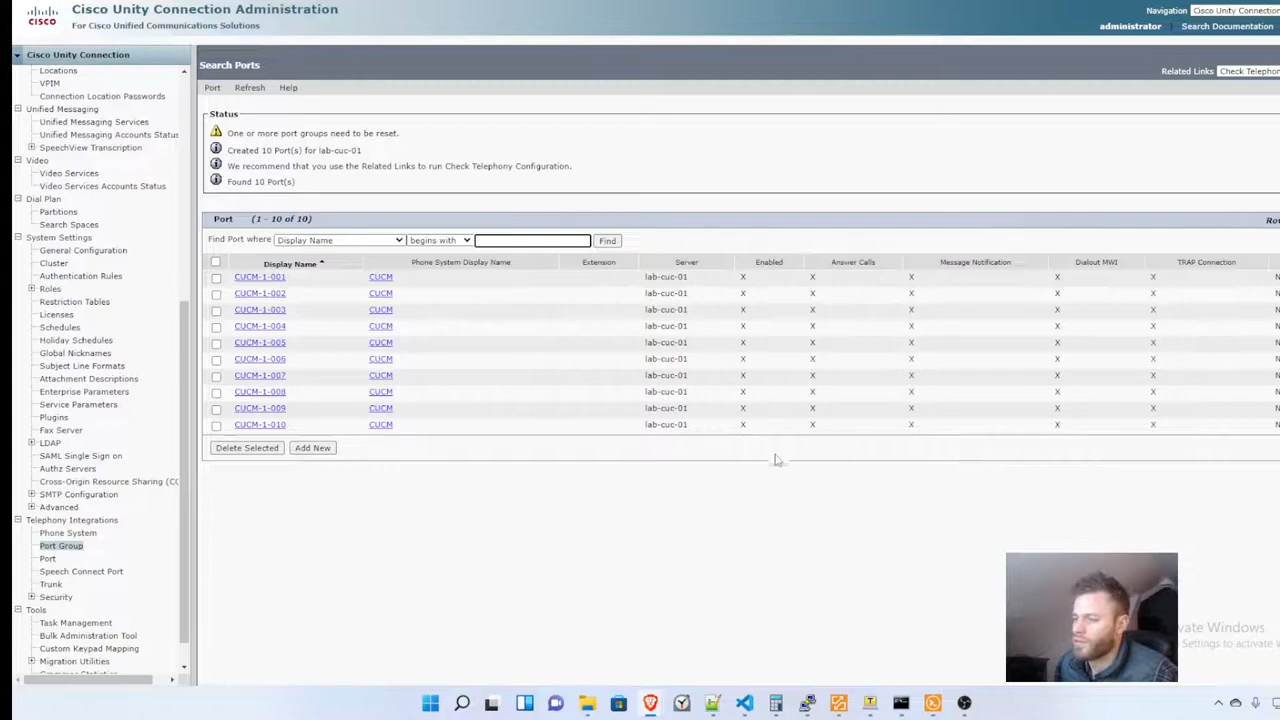 CISCO
Cisco Unity Connection Administration
For Cisco Unified Communications Solutions
Navigation Cisco Unity Connection
administrator Search Documentation
Cisco Unity Connection
Locations
VPIM
Connection Location Passwords
Unified Messaging
Unified Messaging Services
Unified Messaging Accounts Status
SpeechView Transcription
Video
Video Services
Video Services Accounts Status
Dial Plan
Partitions
Search Spaces
System Settings
General Configuration
Cluster
Authentication Rules
Roles
Restriction Tables
Licenses
Schedules
Holiday Schedules
Global Nicknames
Subject Line Formats
Attachment Descriptions
Enterprise Parameters
Service Parameters
Plugins
Fax Server
LDAP
SAML Single Sign on
Authz Servers
Cross-Origin Resource Sharing (CO
SMTP Configuration
Advanced
Telephony Integrations
Phone System
Port Group
Port
Speech Connect Port
Trunk
Security
Tools
Task Management
Bulk Administration Tool
Custom Keypad Mapping
Migration Utilities
Search Ports
Related Links Check Telephon
Port Refresh Help
Status
One or more port groups need to be reset.
Created 10 Port(s) for lab-cuc-01
We recommend that you use the Related Links to run Check Telephony Configuration.
Found 10 Port(s)
Port (1 - 10 of 10)
Find Port where Display Name begins with Find
Display Name Phone System Display Name Extension Server Enabled Answer Calls Message Notification Dialout MWI TRAP Connection
CUCM-1-001 CUCM lab-cuc-01 X X X X X N
CUCM-1-002 CUCM lab-cuc-01 X X X X X N
CUCM-1-003 CUCM lab-cuc-01 X X X X X N
CUCM-1-004 CUCM lab-cuc-01 X X X X X N
CUCM-1-005 CUCM lab-cuc-01 X X X X X N
CUCM-1-006 CUCM lab-cuc-01 X X X X X N
CUCM-1-007 CUCM lab-cuc-01 X X X X X N
CUCM-1-008 CUCM lab-cuc-01 X X X X X N
CUCM-1-009 CUCM lab-cuc-01 X X X X X N
CUCM-1-010 CUCM lab-cuc-01 X X X X X N
Delete Selected Add New
vate Windows
Settings to activate W